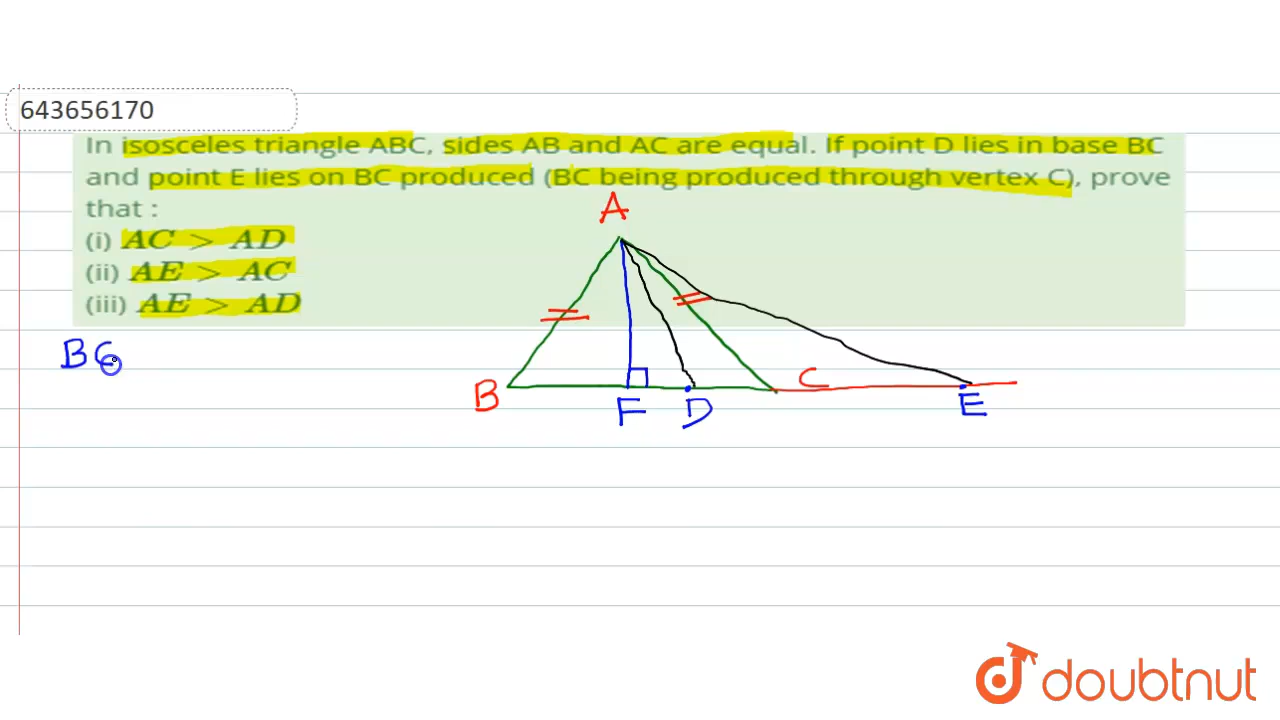 643656170
In isosceles triangle ABC, sides AB and AC are equal. If point D lies in base BC
and point E lies on BC produced (BC being produced through vertex C), prove
that :
(i) AC > AD
(ii) AE > AC
(iii) AE > AD
A
BC
B
F
D
C
E
doubtnut